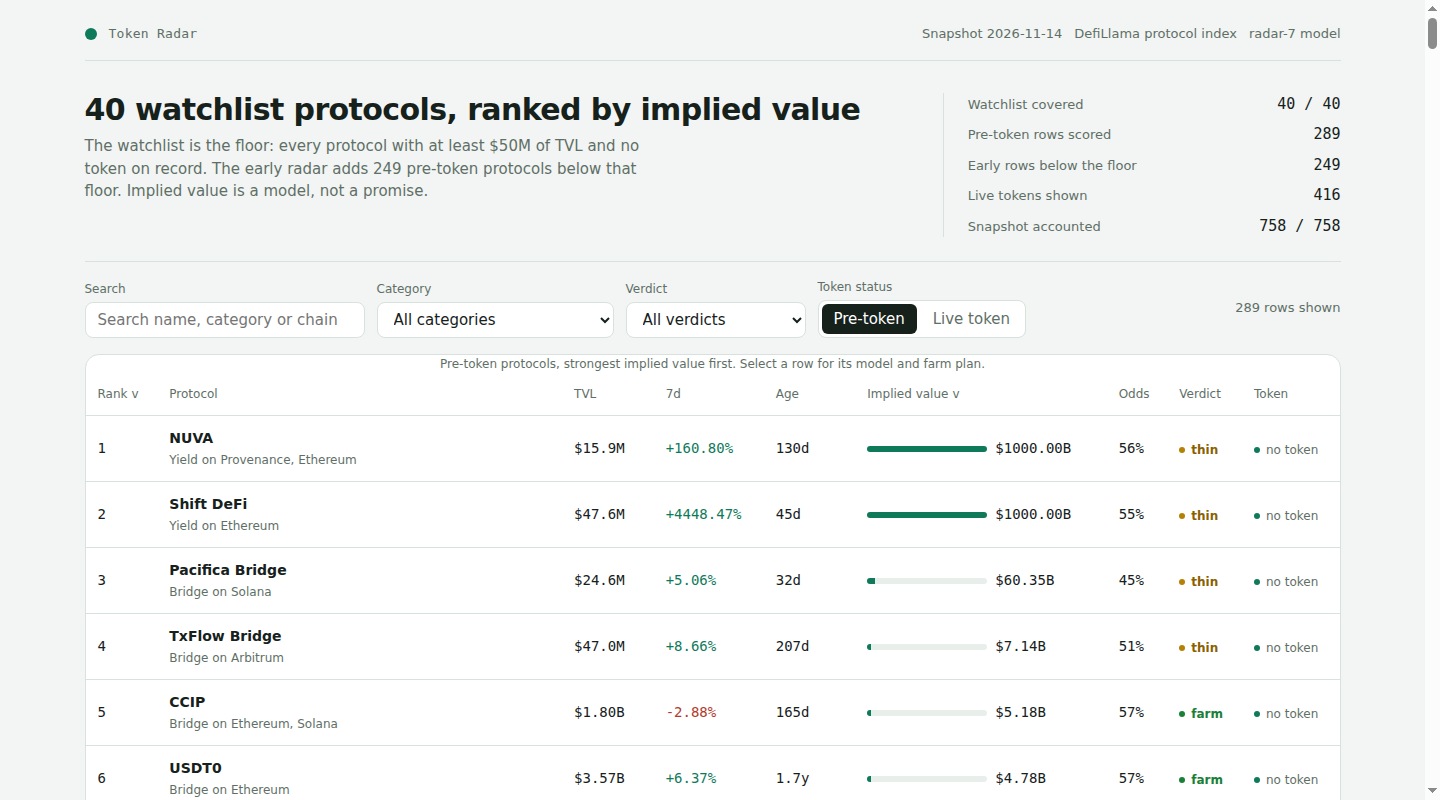 Token Radar
Snapshot 2026-11-14 DefiLlama protocol index radar-7 model
40 watchlist protocols, ranked by implied value
The watchlist is the floor: every protocol with at least $50M of TVL and no
token on record. The early radar adds 249 pre-token protocols below that
floor. Implied value is a model, not a promise.
Watchlist covered 40 / 40
Pre-token rows scored 289
Early rows below the floor 249
Live tokens shown 416
Snapshot accounted 758 / 758
Search Category Verdict Token status
Search name, category or chain All categories All verdicts Pre-token Live token 289 rows shown
Pre-token protocols, strongest implied value first. Select a row for its model and farm plan.
Rank v Protocol TVL 7d Age Implied value v Odds Verdict Token
1 NUVA $15.9M +160.80% 130d $1000.00B 56% thin no token
Yield on Provenance, Ethereum
2 Shift DeFi $47.6M +4448.47% 45d $1000.00B 55% thin no token
Yield on Ethereum
3 Pacifica Bridge $24.6M +5.06% 32d $60.35B 45% thin no token
Bridge on Solana
4 TxFlow Bridge $47.0M +8.66% 207d $7.14B 51% thin no token
Bridge on Arbitrum
5 CCIP $1.80B -2.88% 165d $5.18B 57% farm no token
Bridge on Ethereum, Solana
6 USDT0 $3.57B +6.37% 1.7y $4.78B 57% farm no token
Bridge on Ethereum